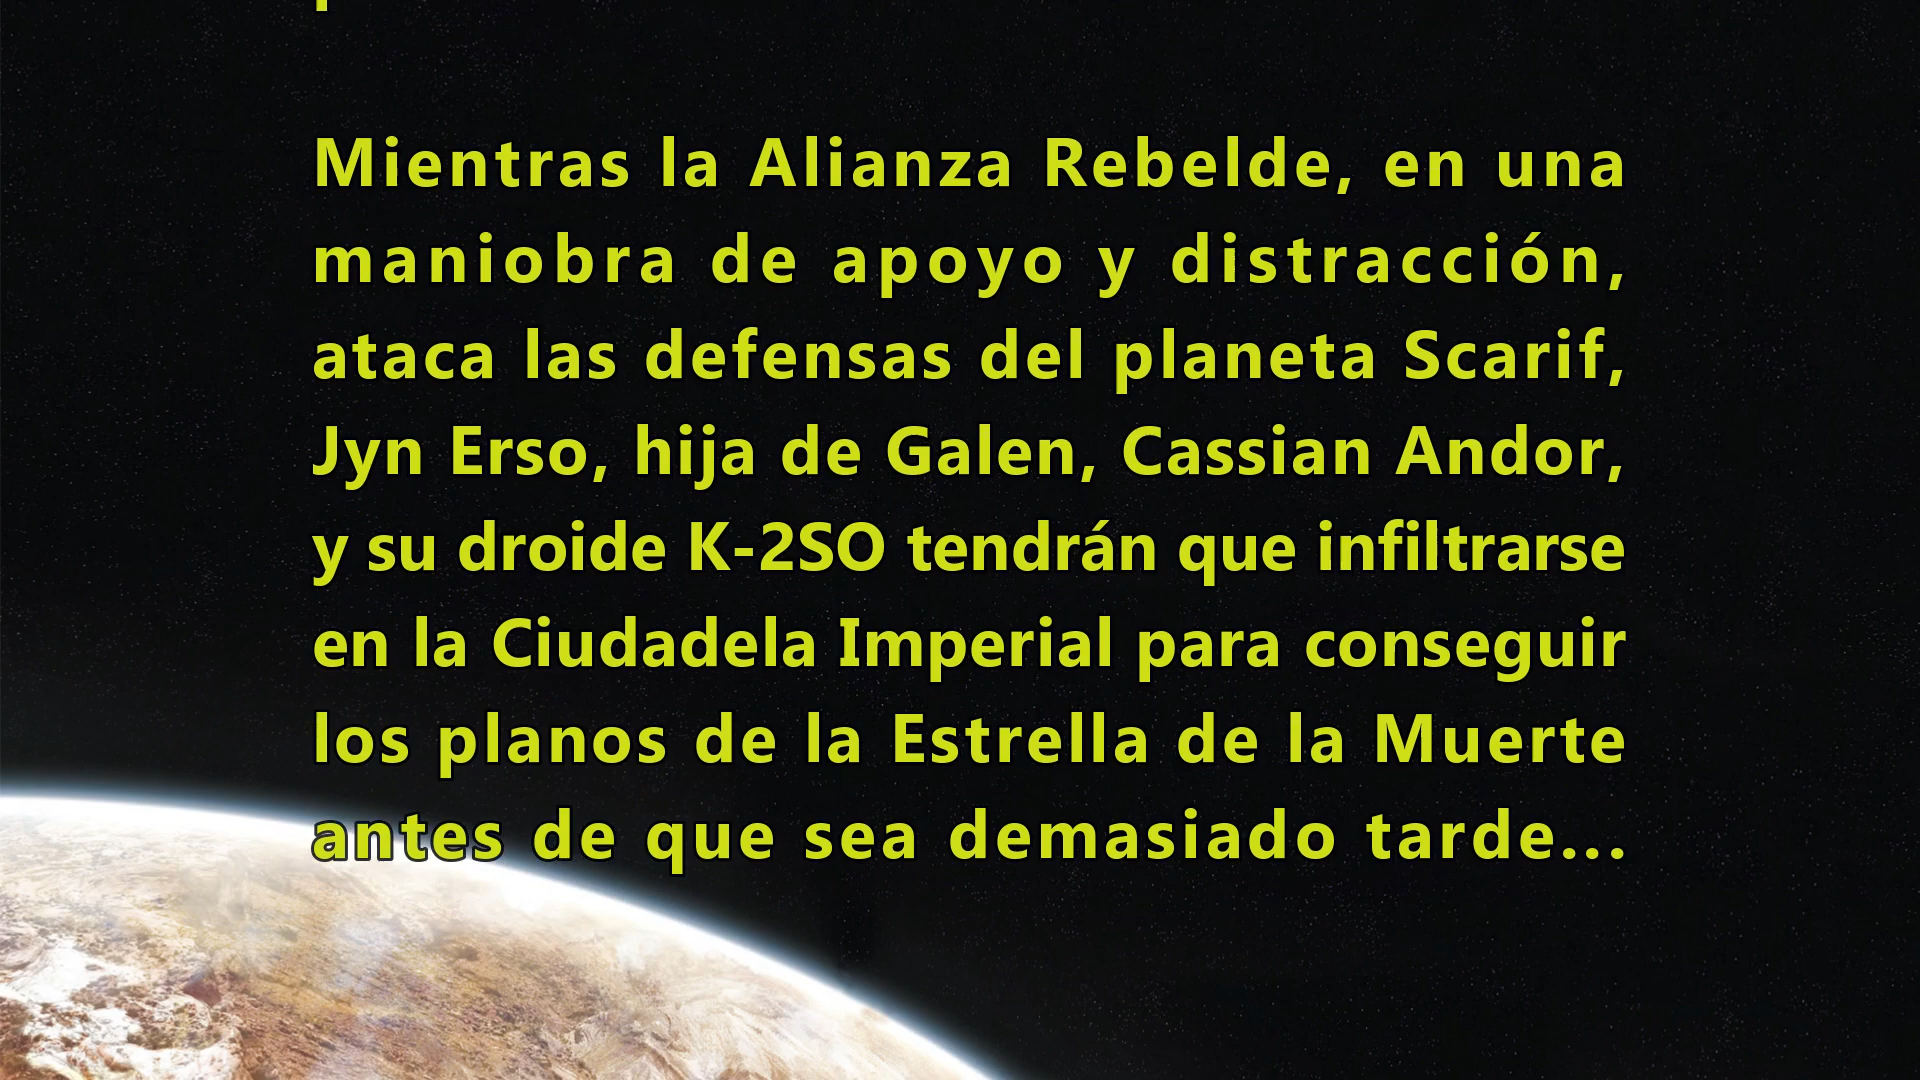 Mientras la Alianza Rebelde, en una
maniobra de apoyo y distracción,
ataca las defensas del planeta Scarif,
Jyn Erso, hija de Galen, Cassian Andor,
y su droide K-2SO tendrán que infiltrarse
en la Ciudadela Imperial para conseguir
los planos de la Estrella de la Muerte
antes de que sea demasiado tarde...